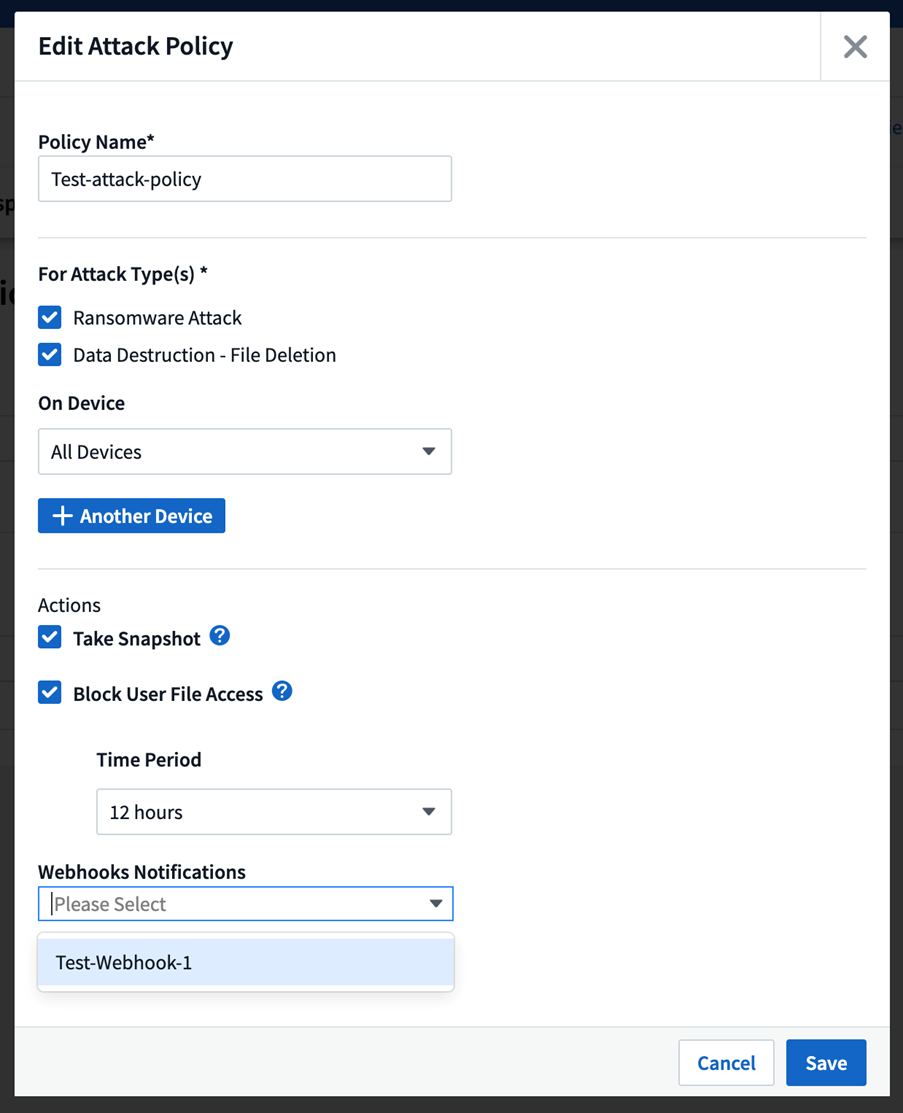 Edit Attack Policy
Policy Name*
Test-attack-policy
For Attack Type(s) *
Ransomware Attack
Data Destruction - File Deletion
On Device
All Devices
+ Another Device
Actions
Take Snapshot ?
Block User File Access ?
Time Period
12 hours
Webhooks Notifications
Please Select
Test-Webhook-1
Cancel Save